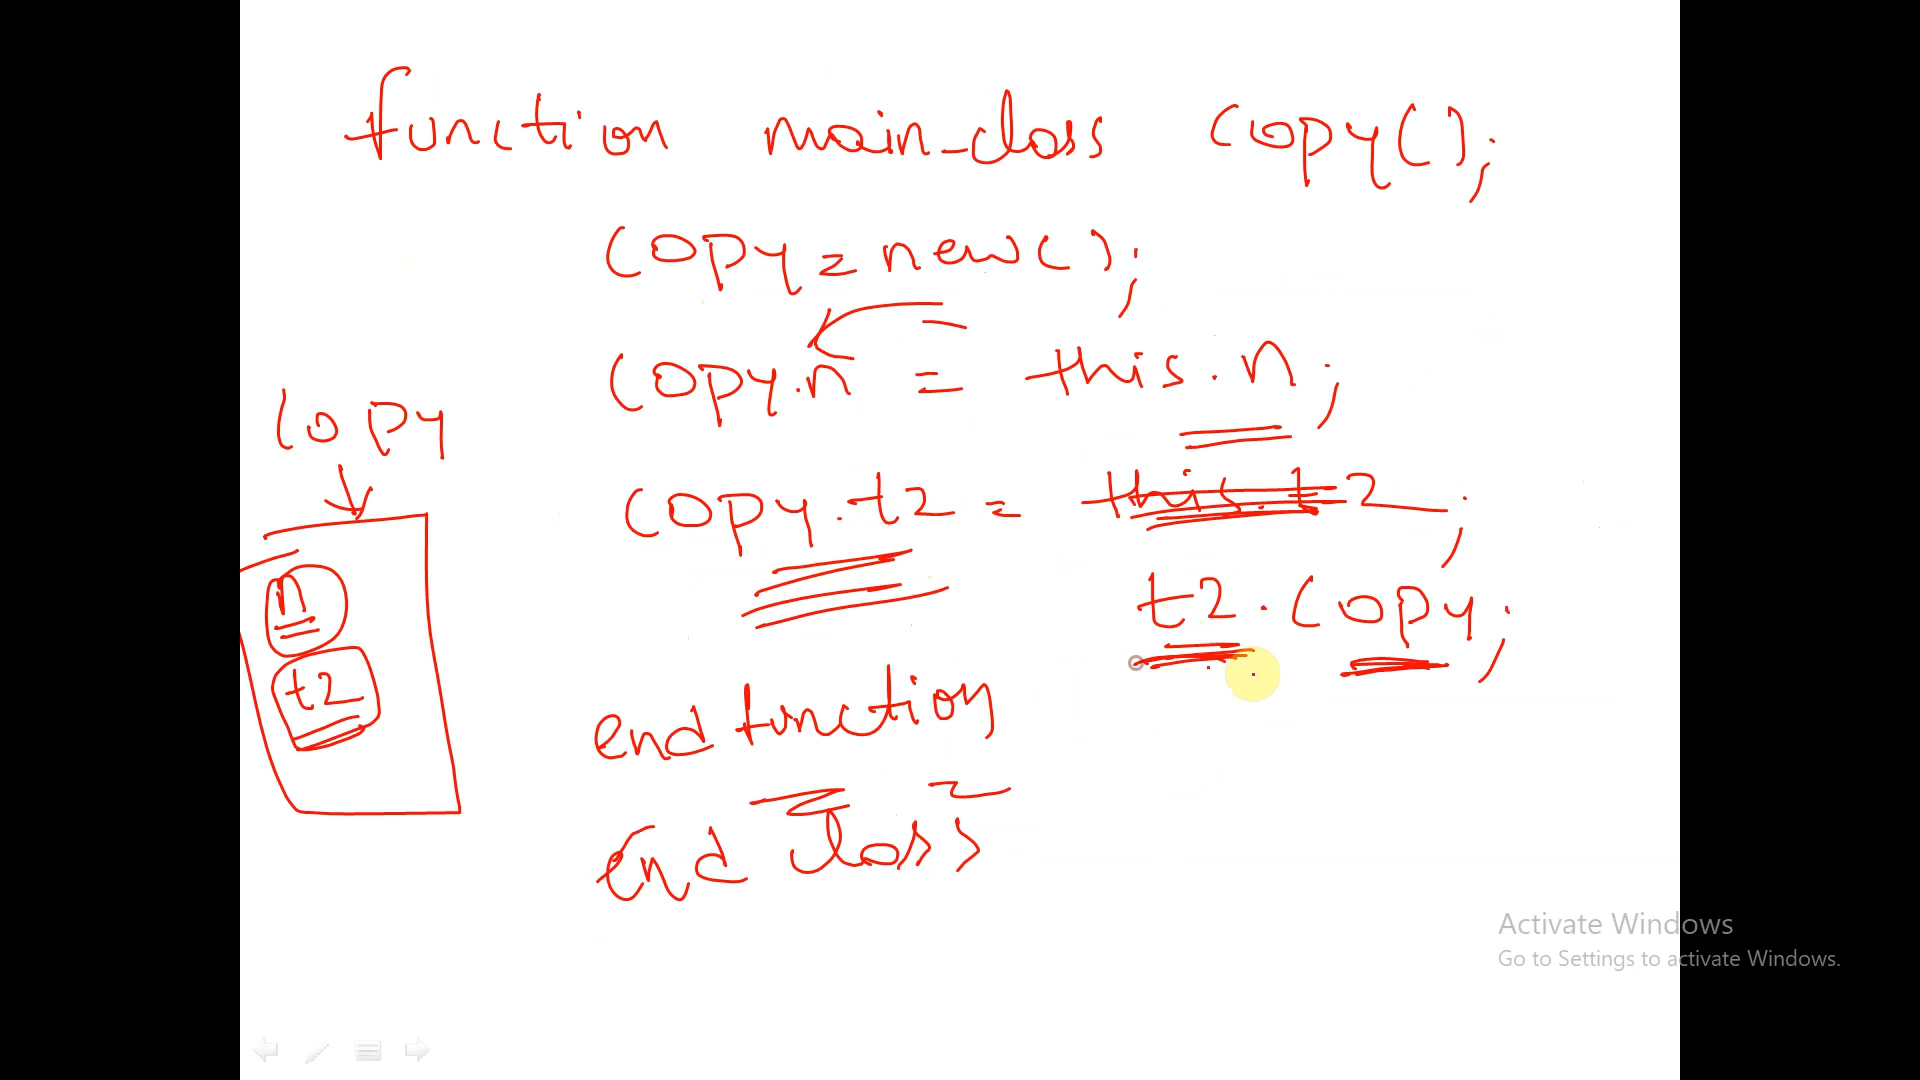 function main_class copy();
copy = new();
copy.n = this.n;
copy
copy.t2 = this.t2;
n
t2.copy;
t2
end function
end class
Activate Windows
Go to Settings to activate Windows.